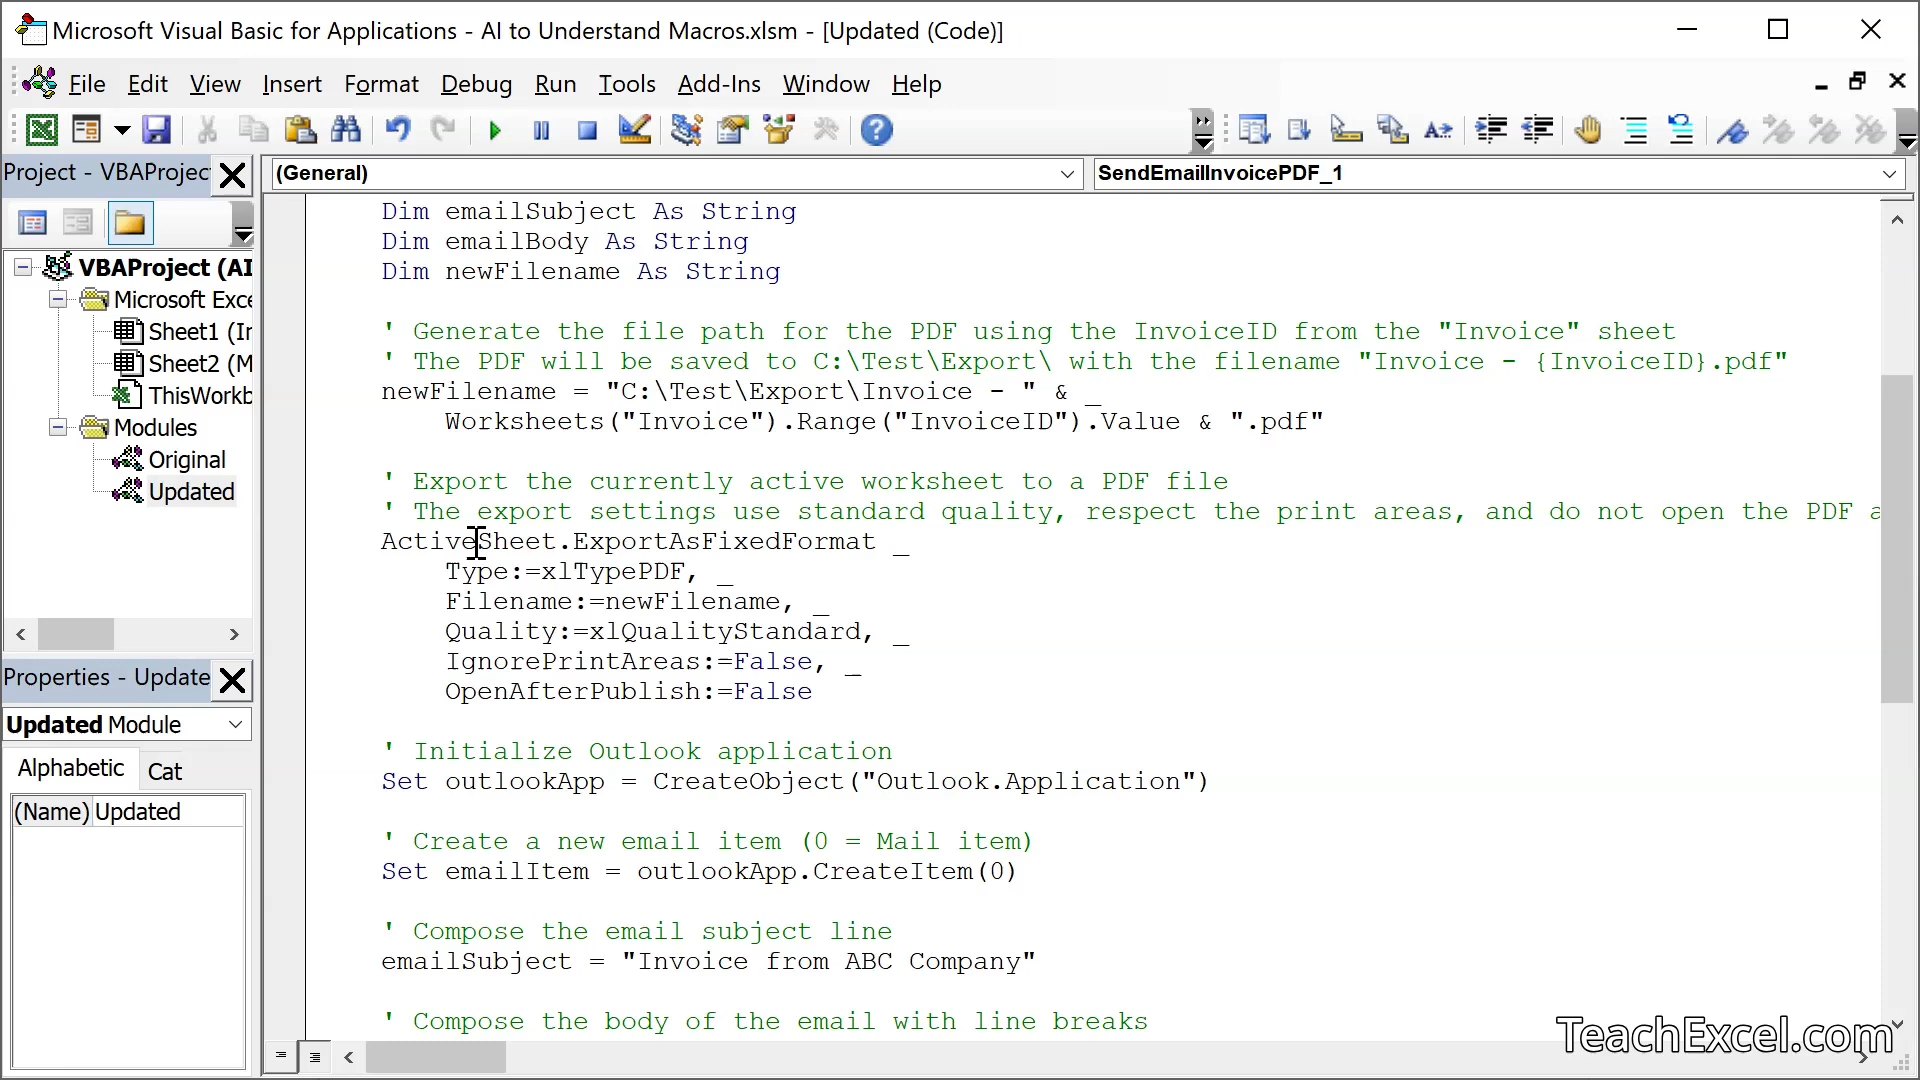 Microsoft Visual Basic for Applications - AI to Understand Macros.xlsm - [Updated (Code)]
File Edit View Insert Format Debug Run Tools Add-Ins Window Help
Project - VBAProjec
(General)
SendEmailInvoicePDF_1
VBAProject (AI
Microsoft Exce
Sheet1 (In
Sheet2 (M
ThisWorkb
Modules
Original
Updated
Properties - Update
Updated Module
Alphabetic Cat
(Name) Updated
Dim emailSubject As String
Dim emailBody As String
Dim newFilename As String
' Generate the file path for the PDF using the InvoiceID from the "Invoice" sheet
' The PDF will be saved to C:\Test\Export\ with the filename "Invoice - {InvoiceID}.pdf"
newFilename = "C:\Test\Export\Invoice - " & _
Worksheets("Invoice").Range("InvoiceID").Value & ".pdf"
' Export the currently active worksheet to a PDF file
' The export settings use standard quality, respect the print areas, and do not open the PDF a
ActiveSheet.ExportAsFixedFormat _
Type:=xlTypePDF, _
Filename:=newFilename, _
Quality:=xlQualityStandard, _
IgnorePrintAreas:=False, _
OpenAfterPublish:=False
' Initialize Outlook application
Set outlookApp = CreateObject("Outlook.Application")
' Create a new email item (0 = Mail item)
Set emailItem = outlookApp.CreateItem(0)
' Compose the email subject line
emailSubject = "Invoice from ABC Company"
' Compose the body of the email with line breaks
TeachExcel.com